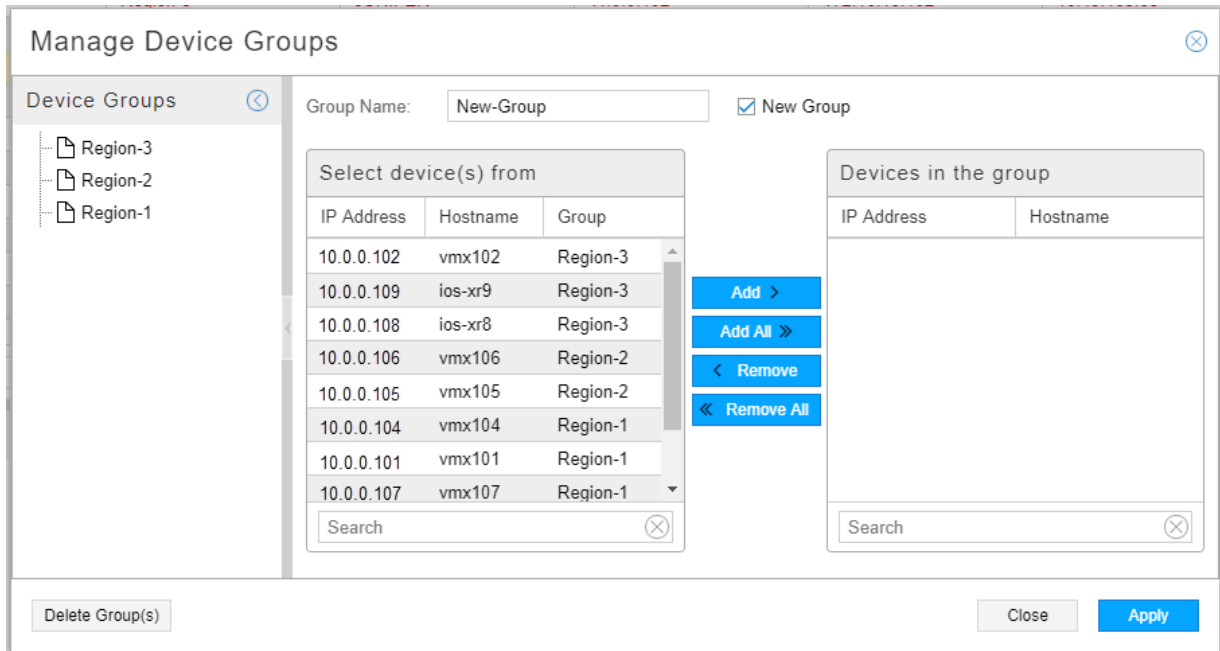 Manage Device Groups
Device Groups
Region-3
Region-2
Region-1
Group Name: New-Group New Group
Select device(s) from
IP Address Hostname Group
10.0.0.102 vmx102 Region-3
10.0.0.109 ios-xr9 Region-3
10.0.0.108 ios-xr8 Region-3
10.0.0.106 vmx106 Region-2
10.0.0.105 vmx105 Region-2
10.0.0.104 vmx104 Region-1
10.0.0.101 vmx101 Region-1
10.0.0.107 vmx107 Region-1
Search
Add
Add All
Remove
Remove All
Devices in the group
IP Address Hostname
Search
Delete Group(s)
Close
Apply